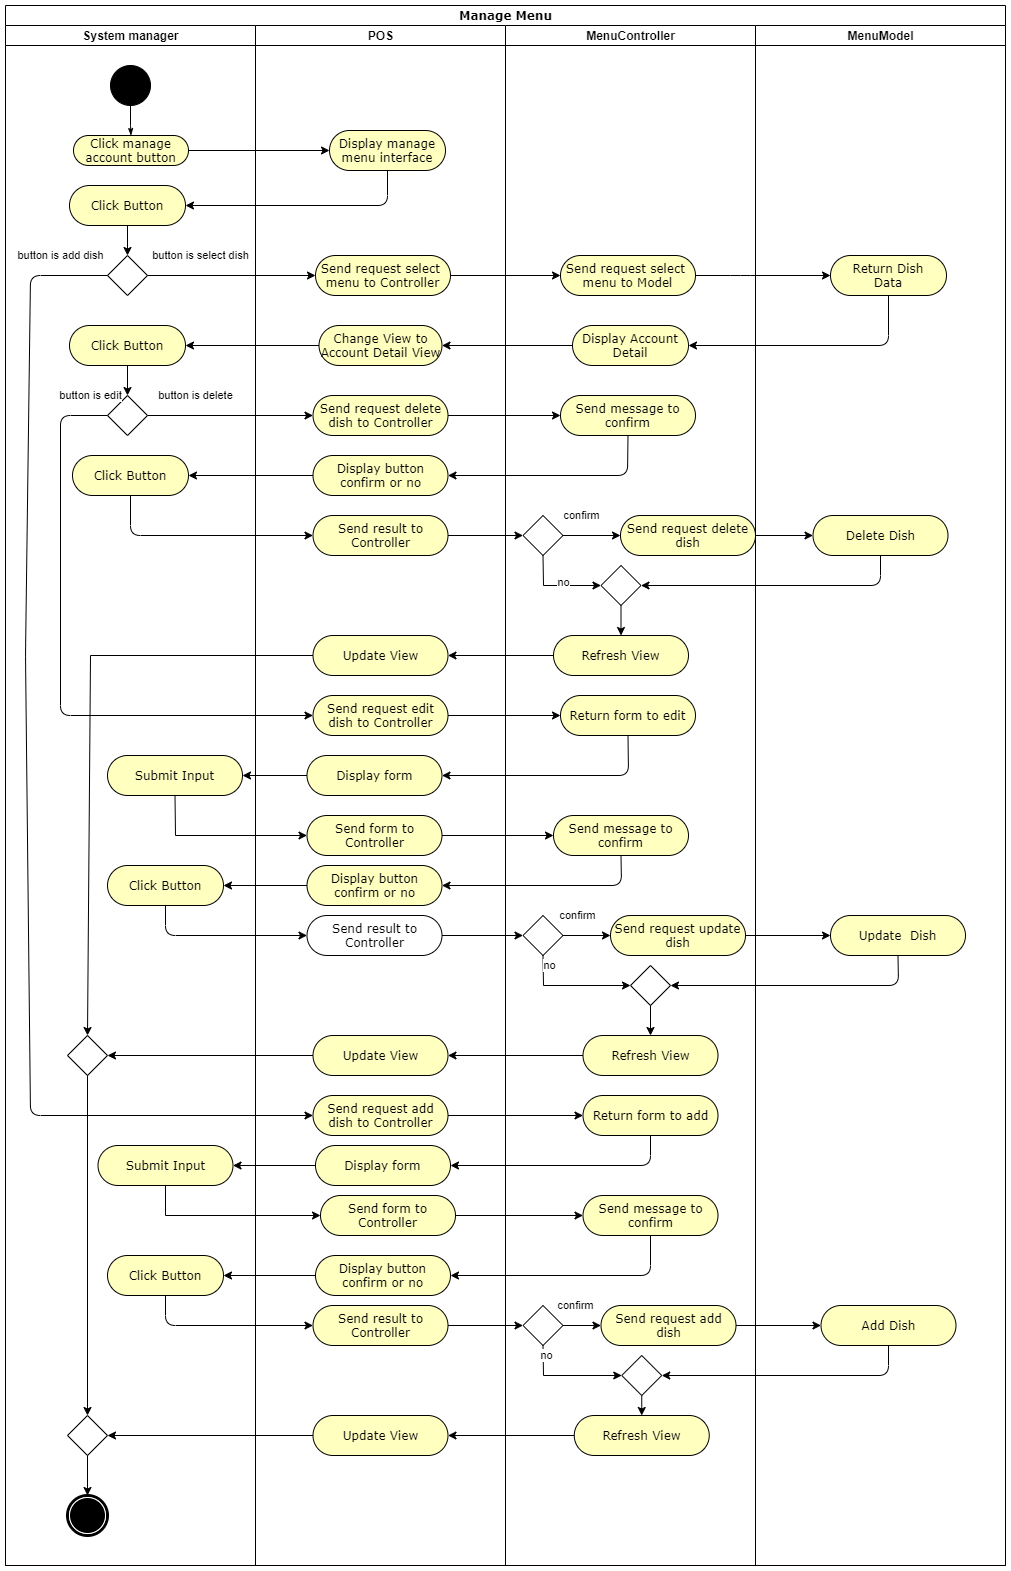 Manage Menu
System manager
POS
MenuController
MenuModel
Click manage
account button
Display manage
menu interface
Click Button
button is add dish
button is select dish
Send request select
menu to Controller
Send request select
menu to Model
Return Dish
Data
Click Button
Change View to
Account Detail View
Display Account
Detail
button is edit
button is delete
Send request delete
dish to Controller
Send message to
confirm
Click Button
Display button
confirm or no
Send result to
Controller
confirm
Send request delete
dish
Delete Dish
no
Update View
Refresh View
Send request edit
dish to Controller
Return form to edit
Submit Input
Display form
Send form to
Controller
Send message to
confirm
Click Button
Display button
confirm or no
Send result to
Controller
confirm
Send request update
dish
Update  Dish
no
Update View
Refresh View
Send request add
dish to Controller
Return form to add
Submit Input
Display form
Send form to
Controller
Send message to
confirm
Click Button
Display button
confirm or no
Send result to
Controller
confirm
Send request add
dish
Add Dish
no
Update View
Refresh View